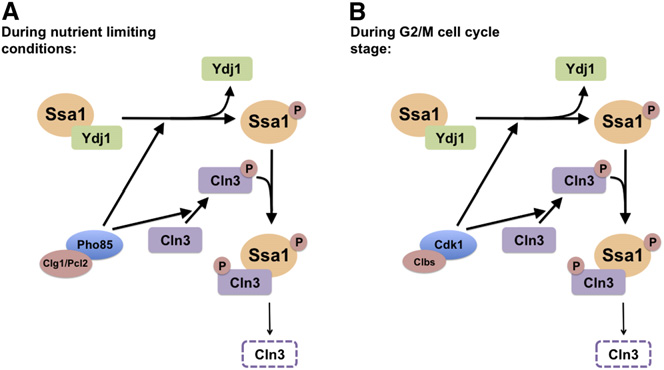 A
During nutrient limiting
conditions:
Ydj1
Ssa1
Ydj1
Ssa1
P
Cln3
P
Pho85
Clg1/Pcl2
Cln3
Ssa1
P
P
Cln3
Cln3
B
During G2/M cell cycle
stage:
Ydj1
Ssa1
Ydj1
Ssa1
P
Cln3
P
Cdk1
Clbs
Cln3
Ssa1
P
P
Cln3
Cln3